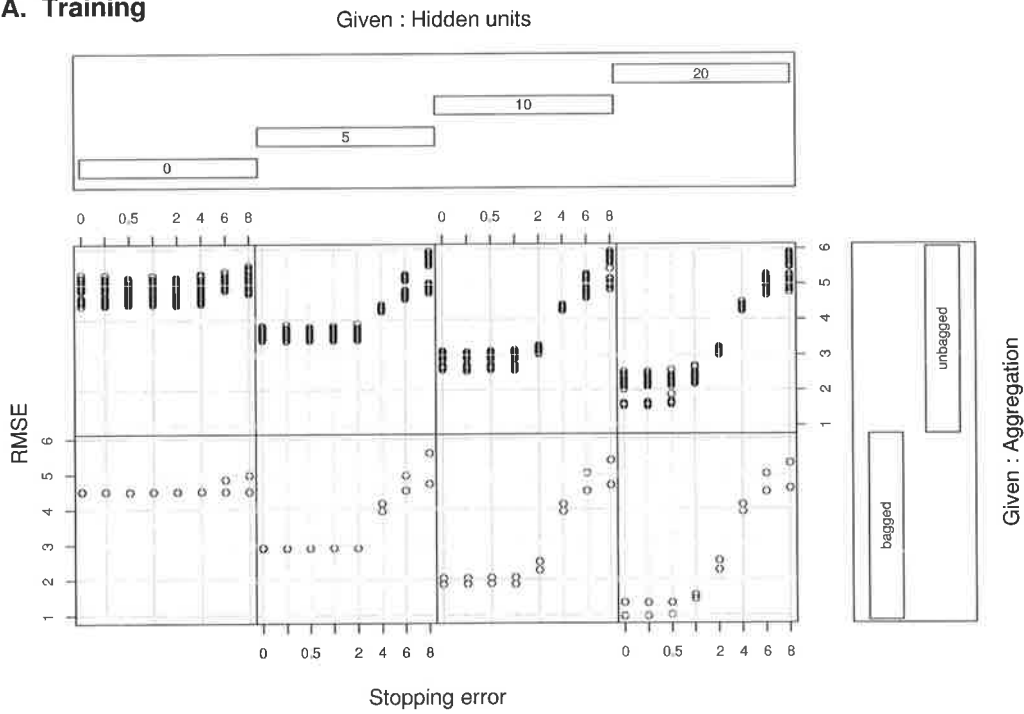 A. Training
Given : Hidden units
20
10
5
0
0 0.5 2 4 6 8
0 0.5 2 4 6 8
6
5
4
3
2
1
6
5
4
3
2
1
RMSE
0 0.5 2 4 6 8
0 0.5 2 4 6 8
Stopping error
unbagged
bagged
Given : Aggregation